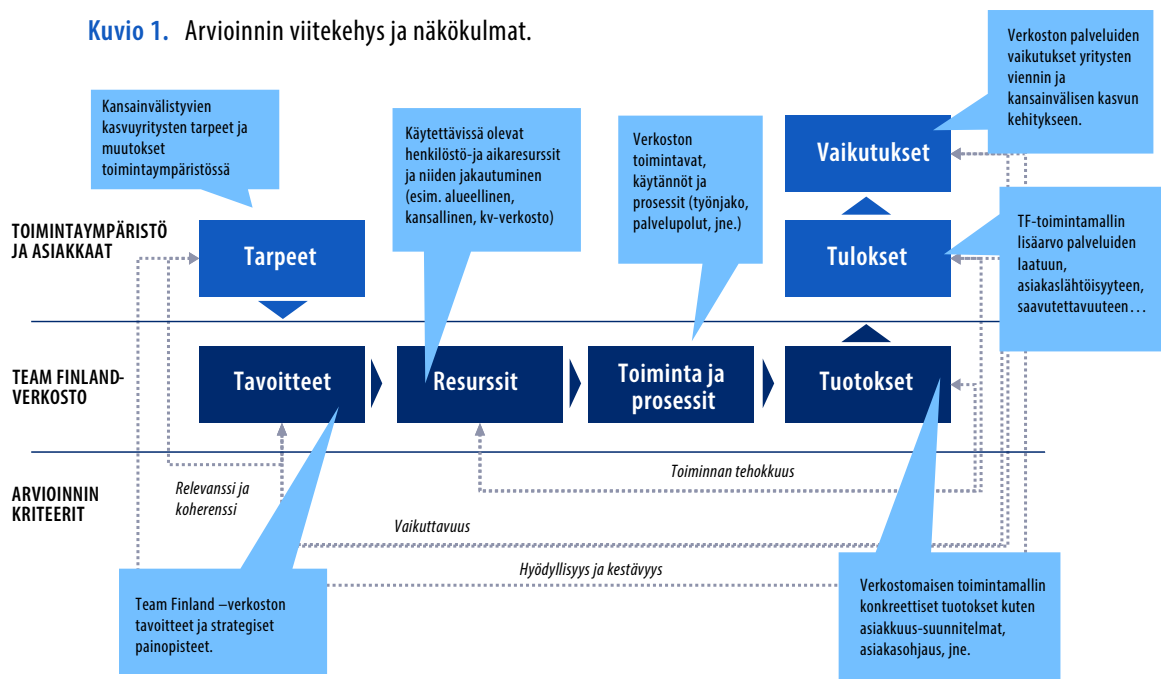 Kuvio 1. Arvioinnin viitekehys ja näkökulmat.
Verkoston palveluiden
vaikutukset yritysten
viennin ja
kansainvälisen kasvun
kehitykseen.
Kansainvälistyvien
kasvuyritysten tarpeet ja
muutokset
toimintaympäristössä
Käytettävissä olevat
henkilöstö-ja aikaresurssit
ja niiden jakautuminen
(esim. alueellinen,
kansallinen, kv-verkosto)
Verkoston
toimintavat,
käytännöt ja
prosessit (työnjako,
palvelupolut, jne.)
Vaikutukset
TOIMINTAYMPÄRISTÖ
JA ASIAKKAAT
Tarpeet
Tulokset
TF-toimintamallin
lisäarvo palveluiden
laatuun,
asiakaslähtöisyyteen,
saavutettavuuteen…
TEAM FINLAND-
VERKOSTO
Tavoitteet
Resurssit
Toiminta ja
prosessit
Tuotokset
ARVIOINNIN
KRITEERIT
Relevanssi ja
koherenssi
Toiminnan tehokkuus
Vaikuttavuus
Hyödyllisyys ja kestävyys
Team Finland –verkoston
tavoitteet ja strategiset
painopisteet.
Verkostomaisen toimintamallin
konkreettiset tuotokset kuten
asiakkuus-suunnitelmat,
asiakasohjaus, jne.